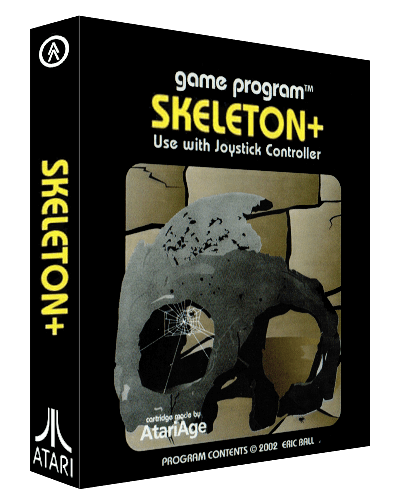 game program™
SKELETON+
Use with Joystick Controller
cartridge made by
AtariAge
PROGRAM CONTENTS © 2002 ERIC BALL
SKELETON+
ATARI